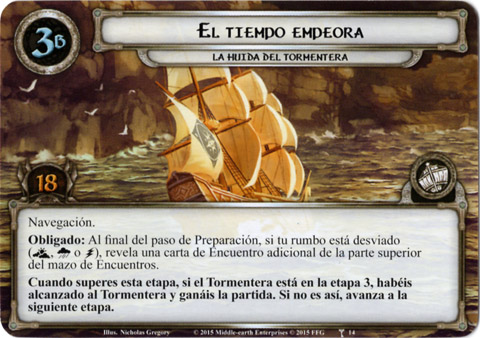 3B
EL TIEMPO EMPEORA
LA HUIDA DEL TORMENTERA
18
Navegación.
Obligado: Al final del paso de Preparación, si tu rumbo está desviado
(, o ), revela una carta de Encuentro adicional de la parte superior
del mazo de Encuentros.
Cuando superes esta etapa, si el Tormentera está en la etapa 3, habéis
alcanzado al Tormentera y ganáis la partida. Si no es así, avanza a la
siguiente etapa.
Illus. Nicholas Gregory © 2015 Middle-earth Enterprises © 2015 FFG 14